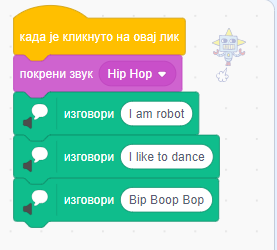 када је кликнуто на овај лик
покрени звук Hip Hop
изговори I am robot
изговори I like to dance
изговори Bip Boop Bop